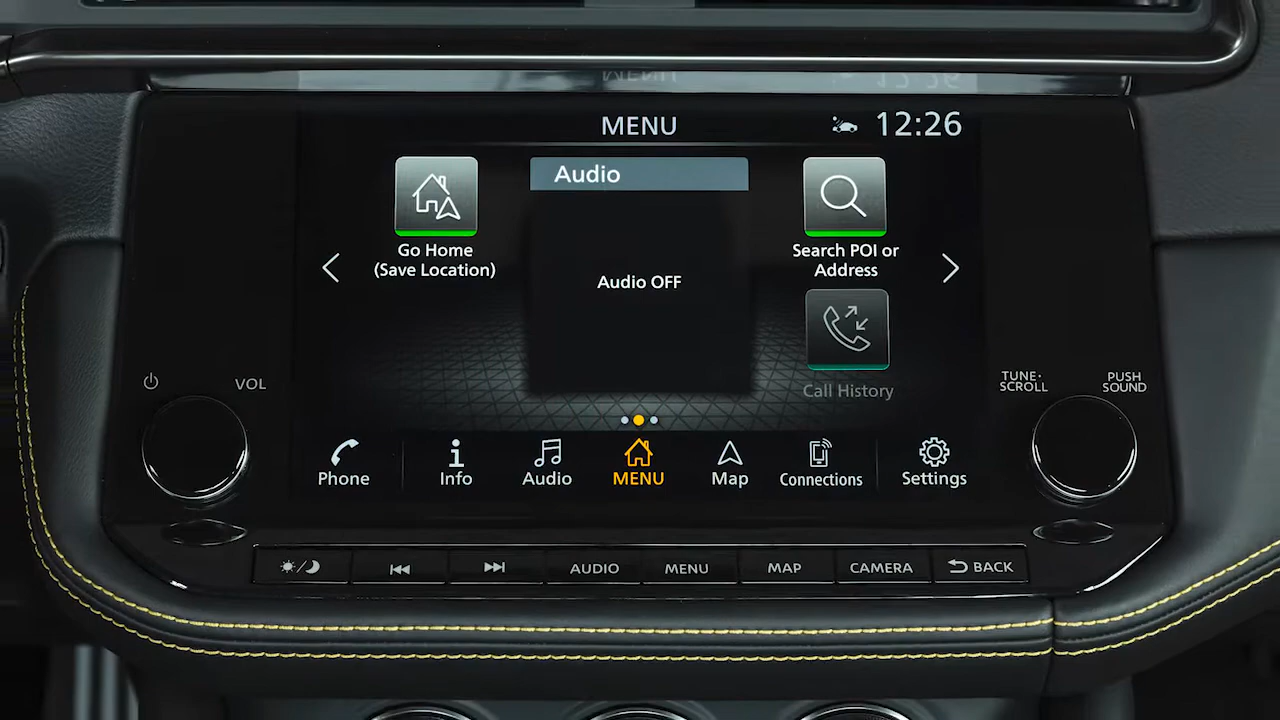 MENU
12:26
Audio
Go Home
(Save Location)
Audio OFF
Search POI or
Address
Call History
VOL
TUNE·
SCROLL
PUSH
SOUND
Phone
Info
Audio
MENU
Map
Connections
Settings
AUDIO
MENU
MAP
CAMERA
BACK